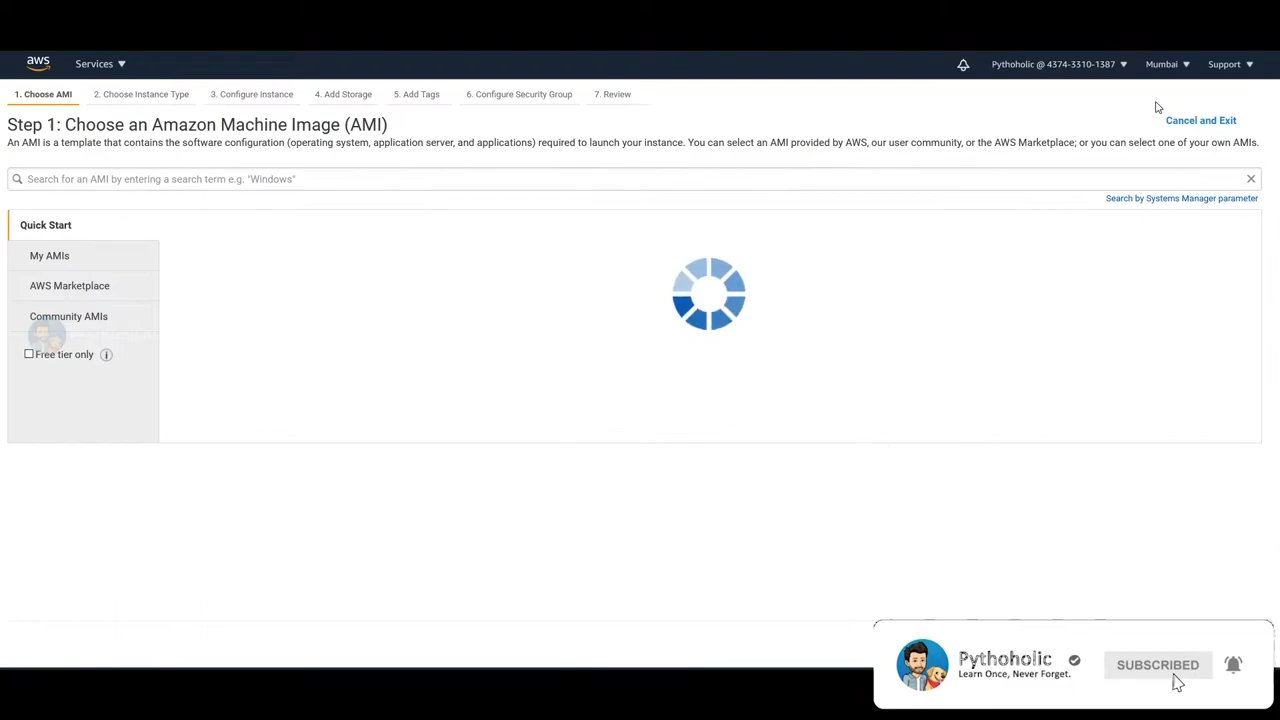 aws
Services
Pythoholic @ 4374-3310-1387
Mumbai
Support
1. Choose AMI
2. Choose Instance Type
3. Configure Instance
4. Add Storage
5. Add Tags
6. Configure Security Group
7. Review
Step 1: Choose an Amazon Machine Image (AMI)
Cancel and Exit
An AMI is a template that contains the software configuration (operating system, application server, and applications) required to launch your instance. You can select an AMI provided by AWS, our user community, or the AWS Marketplace; or you can select one of your own AMIs.
Search for an AMI by entering a search term e.g. "Windows"
Search by Systems Manager parameter
Quick Start
My AMIs
AWS Marketplace
Community AMIs
Free tier only
Pythoholic
Learn Once, Never Forget.
SUBSCRIBED